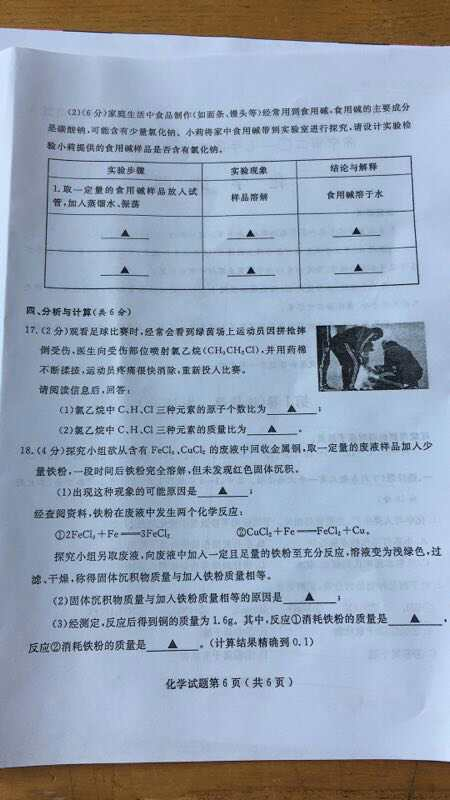 (2)(6分)家庭生活中食品制作(如面条、馒头等)经常用到食用碱,食用碱的主要成分
是碳酸钠,可能含有少量氯化钠。小莉将家中食用碱带到实验室进行探究,请设计实验检
验小莉提供的食用碱样品是否含有氯化钠。
实验步骤 实验现象 结论与解释
1.取一定量的食用碱样品放入试
管,加入蒸馏水、振荡 样品溶解 食用碱溶于水
▲ ▲ ▲
▲ ▲ ▲
四、分析与计算(共6分)
17.(2分)观看足球比赛时,经常会看到绿茵场上运动员因拼抢摔
倒受伤,医生向受伤部位喷射氯乙烷(CH₃CH₂Cl),并用药棉
不断揉搓,运动员疼痛很快消除,重新投入比赛。
请阅读信息后,回答:
(1)氯乙烷中C、H、Cl三种元素的原子个数比为 ▲ ;
(2)氯乙烷中C、H、Cl三种元素的质量比为 ▲ 。
18.(4分)探究小组欲从含有FeCl₃、CuCl₂的废液中回收金属铜,取一定量的废液样品加入少
量铁粉,一段时间后铁粉完全溶解,但未发现红色固体沉积。
(1)出现这种现象的可能原因是 ▲ ;
经查阅资料,铁粉在废液中发生两个化学反应:
①2FeCl₃+Fe══3FeCl₂ ②CuCl₂+Fe══FeCl₂+Cu。
探究小组另取废液,向废液中加入一定且足量的铁粉至充分反应,溶液变为浅绿色,过
滤、干燥,称得固体沉积物质量与加入铁粉质量相等。
(2)固体沉积物质量与加入铁粉质量相等的原因是 ▲ ;
(3)经测定,反应后得到铜的质量为1.6g。其中,反应①消耗铁粉的质量是 ▲ ,
反应②消耗铁粉的质量是 ▲ 。(计算结果精确到0.1)
化学试题第6页(共6页)